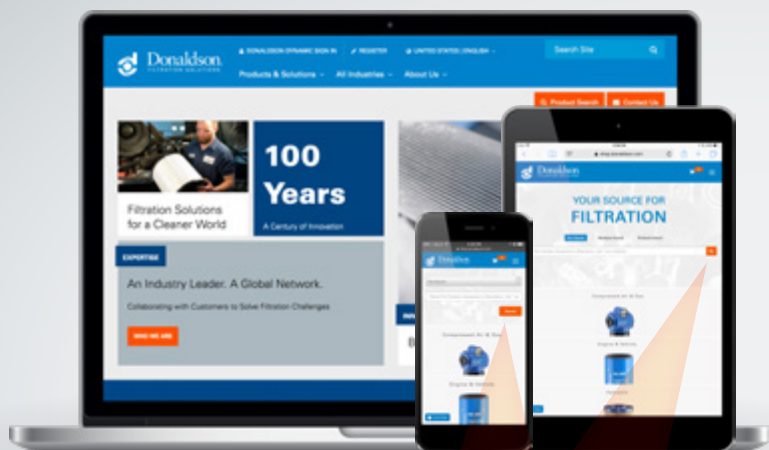 Donaldson
FILTRATION SOLUTIONS
DONALDSON DYNAMIC SIGN IN
REGISTER
UNITED STATES | ENGLISH
Search Site
Products & Solutions
All Industries
About Us
Product Search
Contact Us
Filtration Solutions
for a Cleaner World
100
Years
A Century of Innovation
EXPERTISE
An Industry Leader. A Global Network.
Collaborating with Customers to Solve Filtration Challenges
WHO WE ARE
shop.donaldson.com
Donaldson
YOUR SOURCE FOR
FILTRATION
Compressed Air & Gas
Engine & Vehicle
Donaldson
Compressed Air & Gas
Engine & Vehicle